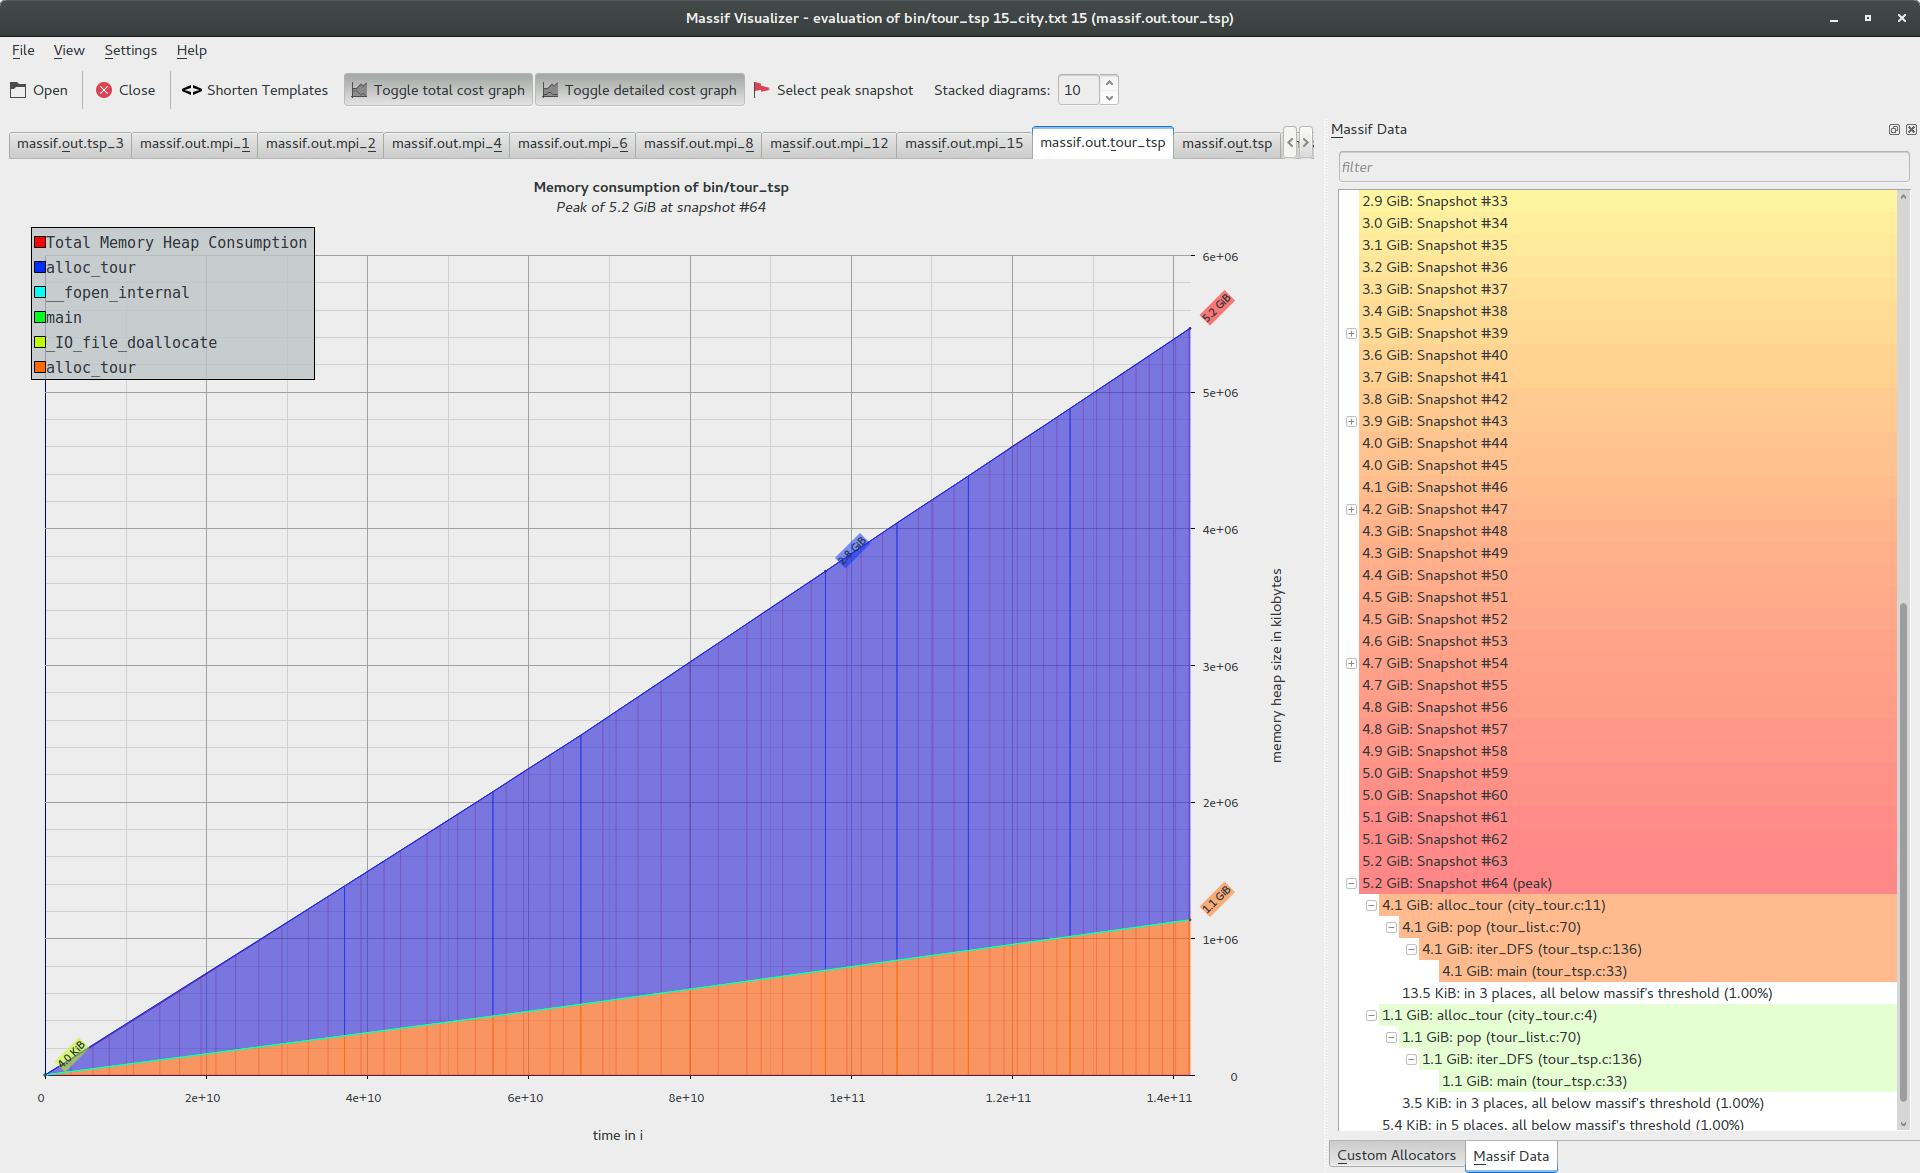 Massif Visualizer - evaluation of bin/tour_tsp 15_city.txt 15 (massif.out.tour_tsp)
File View Settings Help
Open Close <> Shorten Templates Toggle total cost graph Toggle detailed cost graph Select peak snapshot Stacked diagrams: 10
massif.out.tsp_3 massif.out.mpi_1 massif.out.mpi_2 massif.out.mpi_4 massif.out.mpi_6 massif.out.mpi_8 massif.out.mpi_12 massif.out.mpi_15 massif.out.tour_tsp massif.out.tsp
Memory consumption of bin/tour_tsp
Peak of 5.2 GiB at snapshot #64
Total Memory Heap Consumption
alloc_tour
__fopen_internal
main
_IO_file_doallocate
alloc_tour
6e+06
5.2 GiB
5e+06
4e+06
2.8 GiB
3e+06
2e+06
1.1 GiB
1e+06
4.0 KiB
0
memory heap size in kilobytes
0 2e+10 4e+10 6e+10 8e+10 1e+11 1.2e+11 1.4e+11
time in i
Massif Data
filter
2.9 GiB: Snapshot #33
3.0 GiB: Snapshot #34
3.1 GiB: Snapshot #35
3.2 GiB: Snapshot #36
3.3 GiB: Snapshot #37
3.4 GiB: Snapshot #38
3.5 GiB: Snapshot #39
3.6 GiB: Snapshot #40
3.7 GiB: Snapshot #41
3.8 GiB: Snapshot #42
3.9 GiB: Snapshot #43
4.0 GiB: Snapshot #44
4.0 GiB: Snapshot #45
4.1 GiB: Snapshot #46
4.2 GiB: Snapshot #47
4.3 GiB: Snapshot #48
4.3 GiB: Snapshot #49
4.4 GiB: Snapshot #50
4.5 GiB: Snapshot #51
4.5 GiB: Snapshot #52
4.6 GiB: Snapshot #53
4.7 GiB: Snapshot #54
4.7 GiB: Snapshot #55
4.8 GiB: Snapshot #56
4.8 GiB: Snapshot #57
4.9 GiB: Snapshot #58
5.0 GiB: Snapshot #59
5.0 GiB: Snapshot #60
5.1 GiB: Snapshot #61
5.1 GiB: Snapshot #62
5.2 GiB: Snapshot #63
5.2 GiB: Snapshot #64 (peak)
4.1 GiB: alloc_tour (city_tour.c:11)
4.1 GiB: pop (tour_list.c:70)
4.1 GiB: iter_DFS (tour_tsp.c:136)
4.1 GiB: main (tour_tsp.c:33)
13.5 KiB: in 3 places, all below massif's threshold (1.00%)
1.1 GiB: alloc_tour (city_tour.c:4)
1.1 GiB: pop (tour_list.c:70)
1.1 GiB: iter_DFS (tour_tsp.c:136)
1.1 GiB: main (tour_tsp.c:33)
3.5 KiB: in 3 places, all below massif's threshold (1.00%)
5.4 KiB: in 5 places, all below massif's threshold (1.00%)
Custom Allocators Massif Data